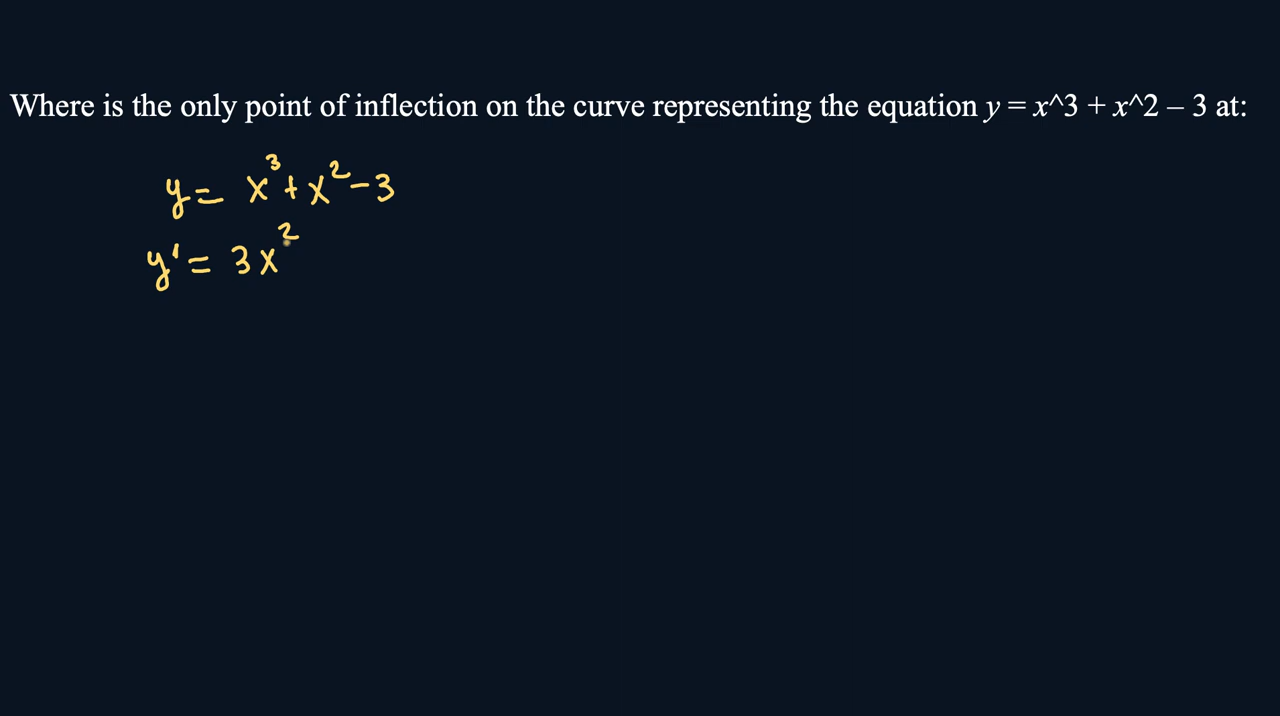 Where is the only point of inflection on the curve representing the equation y = x^3 + x^2 – 3 at:
y = x³ + x² - 3
y' = 3x²